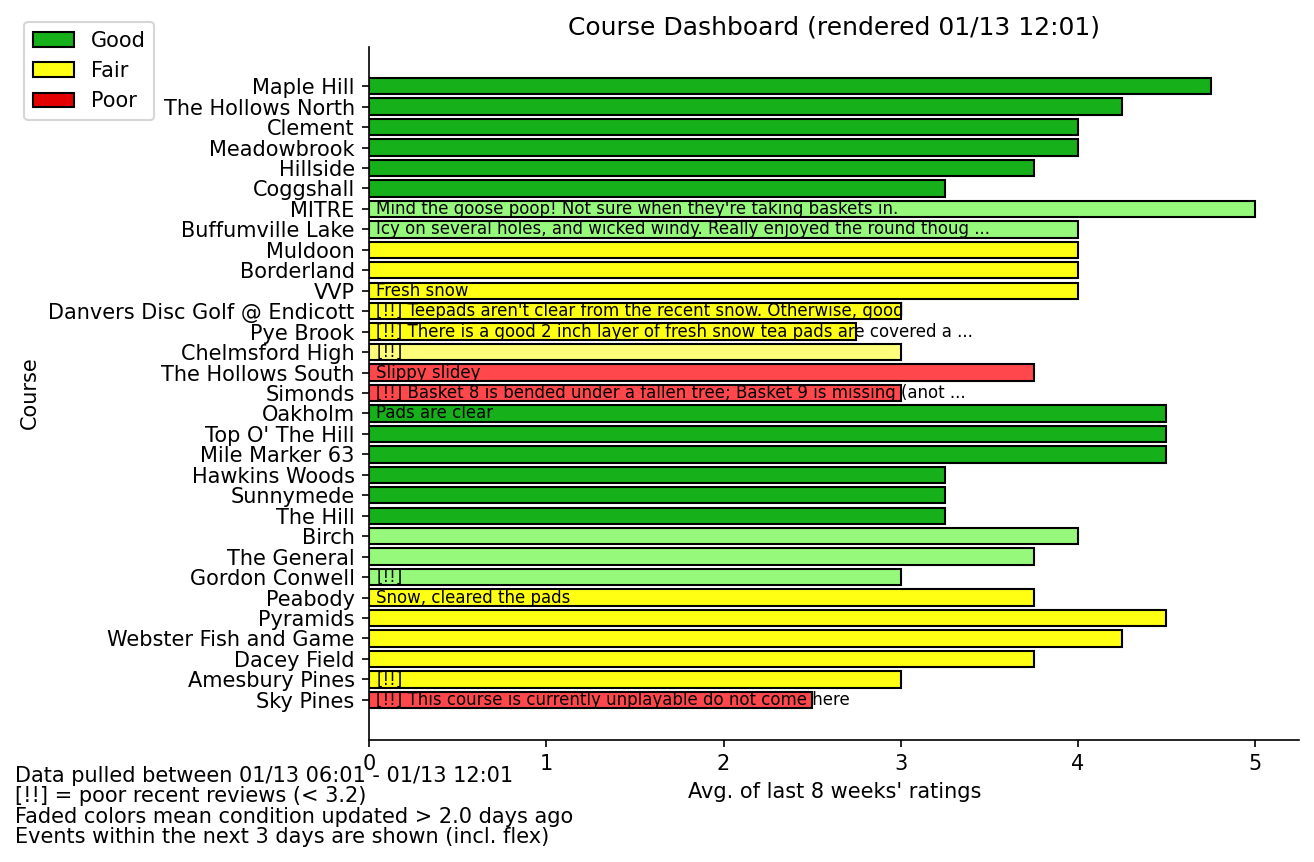 Course Dashboard (rendered 01/13 12:01)
Good
Fair
Poor
Course
Maple Hill
The Hollows North
Clement
Meadowbrook
Hillside
Coggshall
MITRE Mind the goose poop! Not sure when they're taking baskets in.
Buffumville Lake Icy on several holes, and wicked windy. Really enjoyed the round thoug ...
Muldoon
Borderland
VVP Fresh snow
Danvers Disc Golf @ Endicott [!!] Teepads aren't clear from the recent snow. Otherwise, good
Pye Brook [!!] There is a good 2 inch layer of fresh snow tea pads are covered a ...
Chelmsford High [!!]
The Hollows South Slippy slidey
Simonds [!!] Basket 8 is bended under a fallen tree; Basket 9 is missing (anot ...
Oakholm Pads are clear
Top O' The Hill
Mile Marker 63
Hawkins Woods
Sunnymede
The Hill
Birch
The General
Gordon Conwell [!!]
Peabody Snow, cleared the pads
Pyramids
Webster Fish and Game
Dacey Field
Amesbury Pines [!!]
Sky Pines [!!] This course is currently unplayable do not come here
0 1 2 3 4 5
Avg. of last 8 weeks' ratings
Data pulled between 01/13 06:01 - 01/13 12:01
[!!] = poor recent reviews (< 3.2)
Faded colors mean condition updated > 2.0 days ago
Events within the next 3 days are shown (incl. flex)